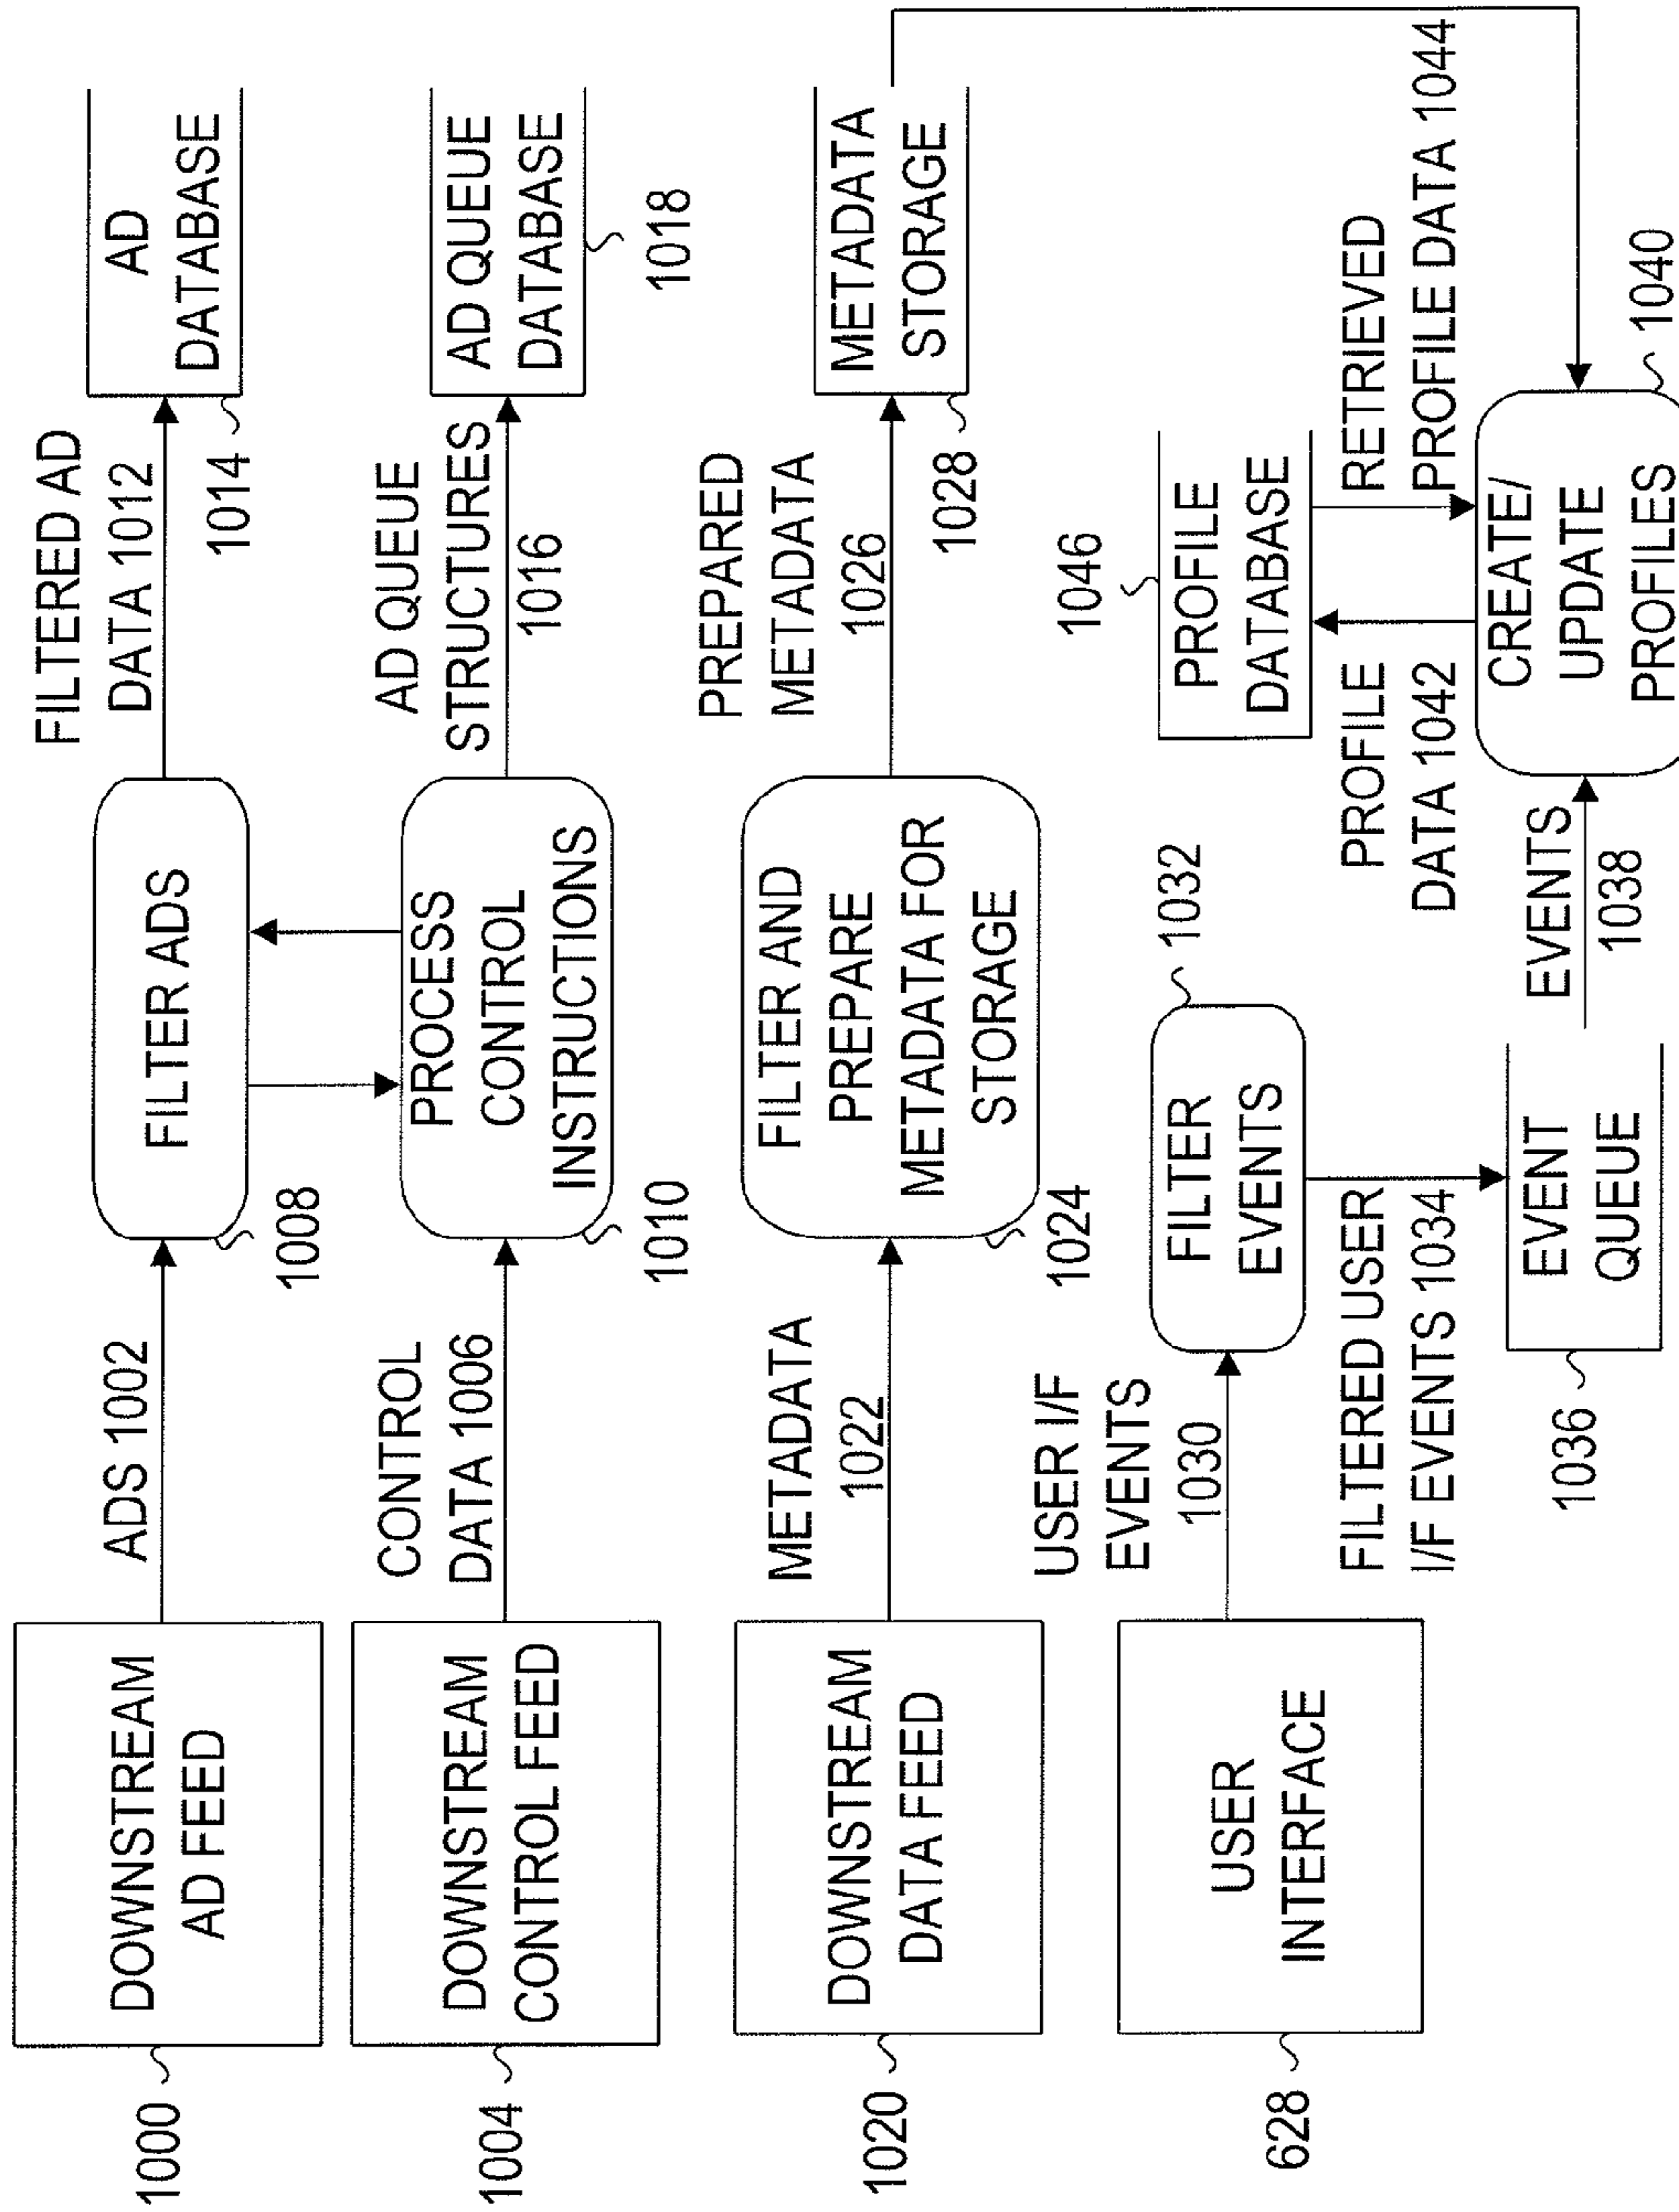 DOWNSTREAM
AD FEED
1000
ADS 1002
FILTER ADS
1008
FILTERED AD
DATA 1012
AD
DATABASE
1014
DOWNSTREAM
CONTROL FEED
1004
CONTROL
DATA 1006
PROCESS
CONTROL
INSTRUCTIONS
1010
AD QUEUE
STRUCTURES
1016
AD QUEUE
DATABASE
1018
DOWNSTREAM
DATA FEED
1020
METADATA
1022
FILTER AND
PREPARE
METADATA FOR
STORAGE
1024
PREPARED
METADATA
1026
METADATA
STORAGE
1028
USER
INTERFACE
628
USER I/F
EVENTS
1030
FILTER
EVENTS
1032
FILTERED USER
I/F EVENTS 1034
EVENT
QUEUE
1036
EVENTS
1038
PROFILE
DATABASE
1046
PROFILE
DATA 1042
RETRIEVED
PROFILE DATA 1044
CREATE/
UPDATE
PROFILES
1040